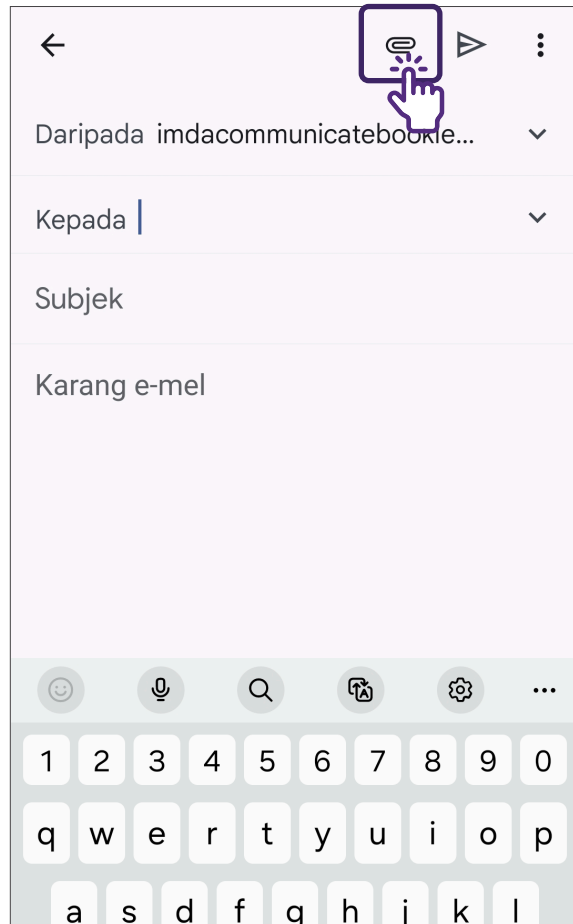 Daripada imdacommunicatebookle...
Kepada
Subjek
Karang e-mel
1 2 3 4 5 6 7 8 9 0
q w e r t y u i o p
a s d f g h j k l